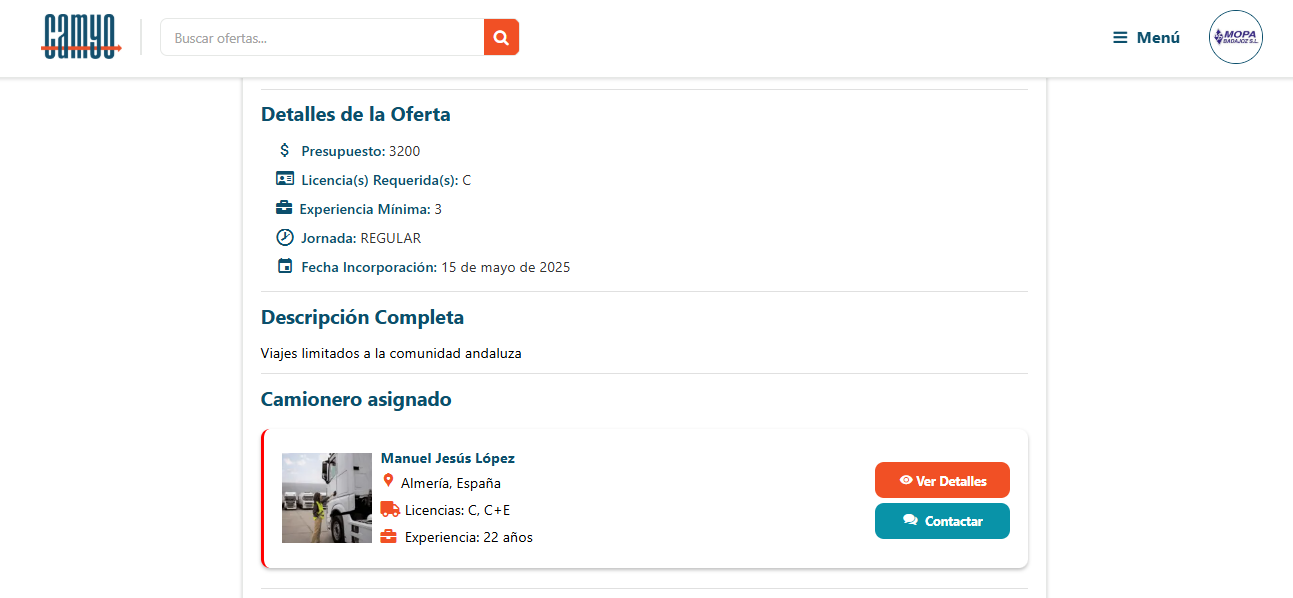 camyo
Buscar ofertas...
Menú
MOPA
BADAJOZ S.L.
Detalles de la Oferta
Presupuesto: 3200
Licencia(s) Requerida(s): C
Experiencia Mínima: 3
Jornada: REGULAR
Fecha Incorporación: 15 de mayo de 2025
Descripción Completa
Viajes limitados a la comunidad andaluza
Camionero asignado
Manuel Jesús López
Almería, España
Licencias: C, C+E
Experiencia: 22 años
Ver Detalles
Contactar